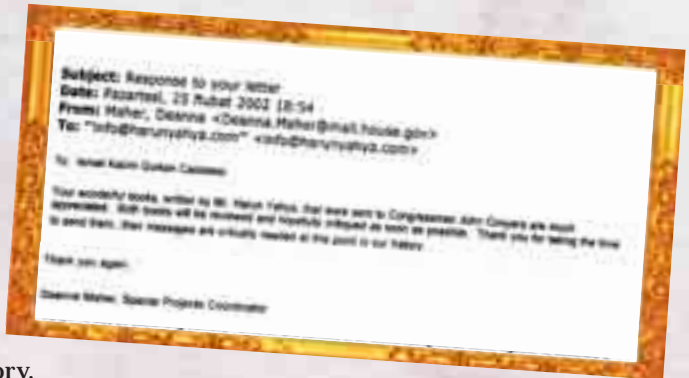 Subject: Response to your letter
Date: Pazartesi, 25 Şubat 2002 18:54
From: Maher, Deanna <Deanna.Maher@mail.house.gov>
To: "'info@harunyahya.com'" <info@harunyahya.com>
To:
Your wonderful books, written by Mr. Harun Yahya, that were sent to Congressman John Conyers are much
appreciated. Both books will be reviewed and hopefully critiqued as soon as possible. Thank you for taking the time
to send them, their messages are critically needed at this point in our history.
Thank you again.
Deanna Maher, Special Projects Coordinator
ory.